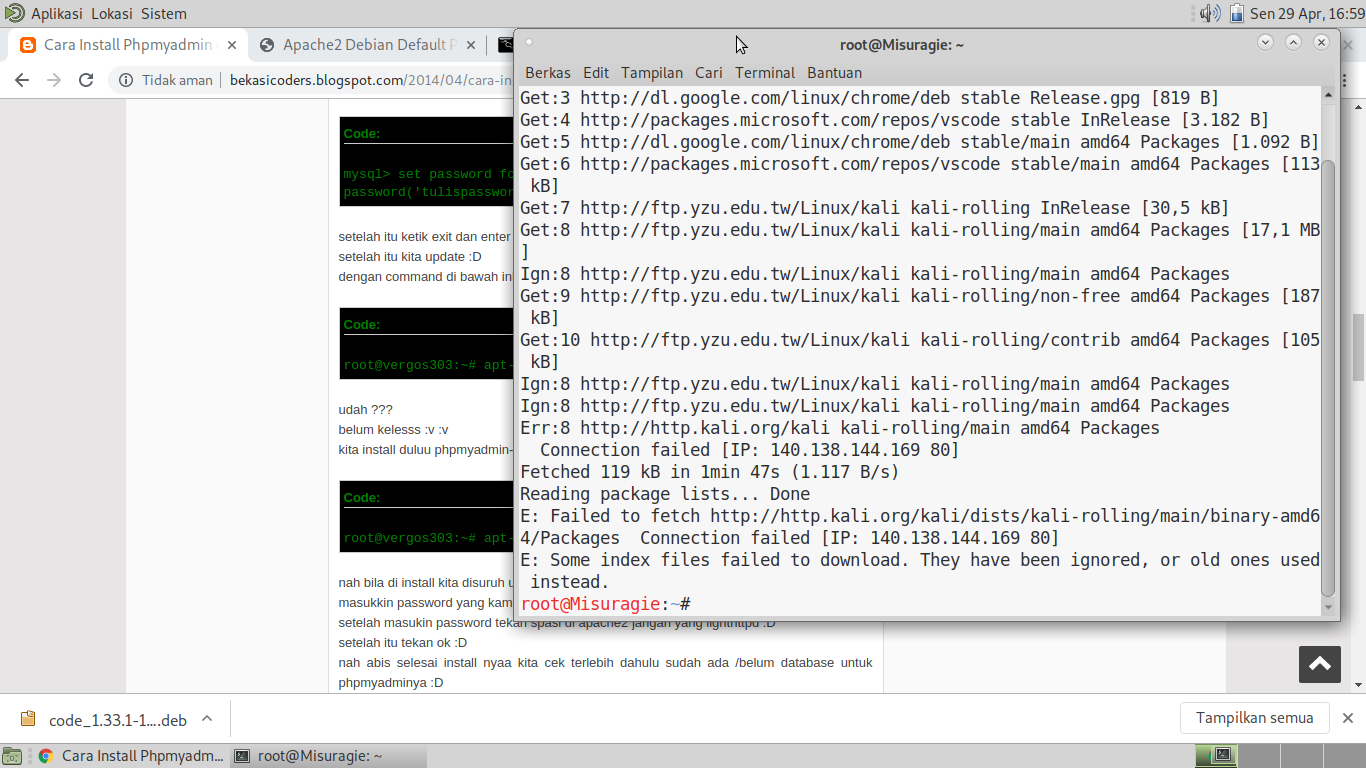 Aplikasi Lokasi Sistem
Sen 29 Apr, 16:59
Cara Install Phpmyadmin
Apache2 Debian Default P
Tidak aman
bekasicoders.blogspot.com/2014/04/cara-in
root@Misuragie: ~
Berkas Edit Tampilan Cari Terminal Bantuan
Get:3 http://dl.google.com/linux/chrome/deb stable Release.gpg [819 B]
Get:4 http://packages.microsoft.com/repos/vscode stable InRelease [3.182 B]
Get:5 http://dl.google.com/linux/chrome/deb stable/main amd64 Packages [1.092 B]
Get:6 http://packages.microsoft.com/repos/vscode stable/main amd64 Packages [113
kB]
Get:7 http://ftp.yzu.edu.tw/Linux/kali kali-rolling InRelease [30,5 kB]
Get:8 http://ftp.yzu.edu.tw/Linux/kali kali-rolling/main amd64 Packages [17,1 MB
]
Ign:8 http://ftp.yzu.edu.tw/Linux/kali kali-rolling/main amd64 Packages
Get:9 http://ftp.yzu.edu.tw/Linux/kali kali-rolling/non-free amd64 Packages [187
kB]
Get:10 http://ftp.yzu.edu.tw/Linux/kali kali-rolling/contrib amd64 Packages [105
kB]
Ign:8 http://ftp.yzu.edu.tw/Linux/kali kali-rolling/main amd64 Packages
Ign:8 http://ftp.yzu.edu.tw/Linux/kali kali-rolling/main amd64 Packages
Err:8 http://http.kali.org/kali kali-rolling/main amd64 Packages
Connection failed [IP: 140.138.144.169 80]
Fetched 119 kB in 1min 47s (1.117 B/s)
Reading package lists... Done
E: Failed to fetch http://http.kali.org/kali/dists/kali-rolling/main/binary-amd6
4/Packages  Connection failed [IP: 140.138.144.169 80]
E: Some index files failed to download. They have been ignored, or old ones used
instead.
root@Misuragie:~#
Code:
mysql> set password fo
password('tulispasswor
setelah itu ketik exit dan enter
setelah itu kita update :D
dengan command di bawah in
Code:
root@vergos303:~# apt-
udah ???
belum kelesss :v :v
kita install duluu phpmyadmin-
Code:
root@vergos303:~# apt-
nah bila di install kita disuruh u
masukkin password yang kam
setelah masukin password tekan spasi di apache2 jangan yang lighttpd :D
setelah itu tekan ok :D
nah abis selesai install nyaa kita cek terlebih dahulu sudah ada /belum database untuk
phpmyadminya :D
code_1.33.1-1....deb
Tampilkan semua
Cara Install Phpmyadm...
root@Misuragie: ~